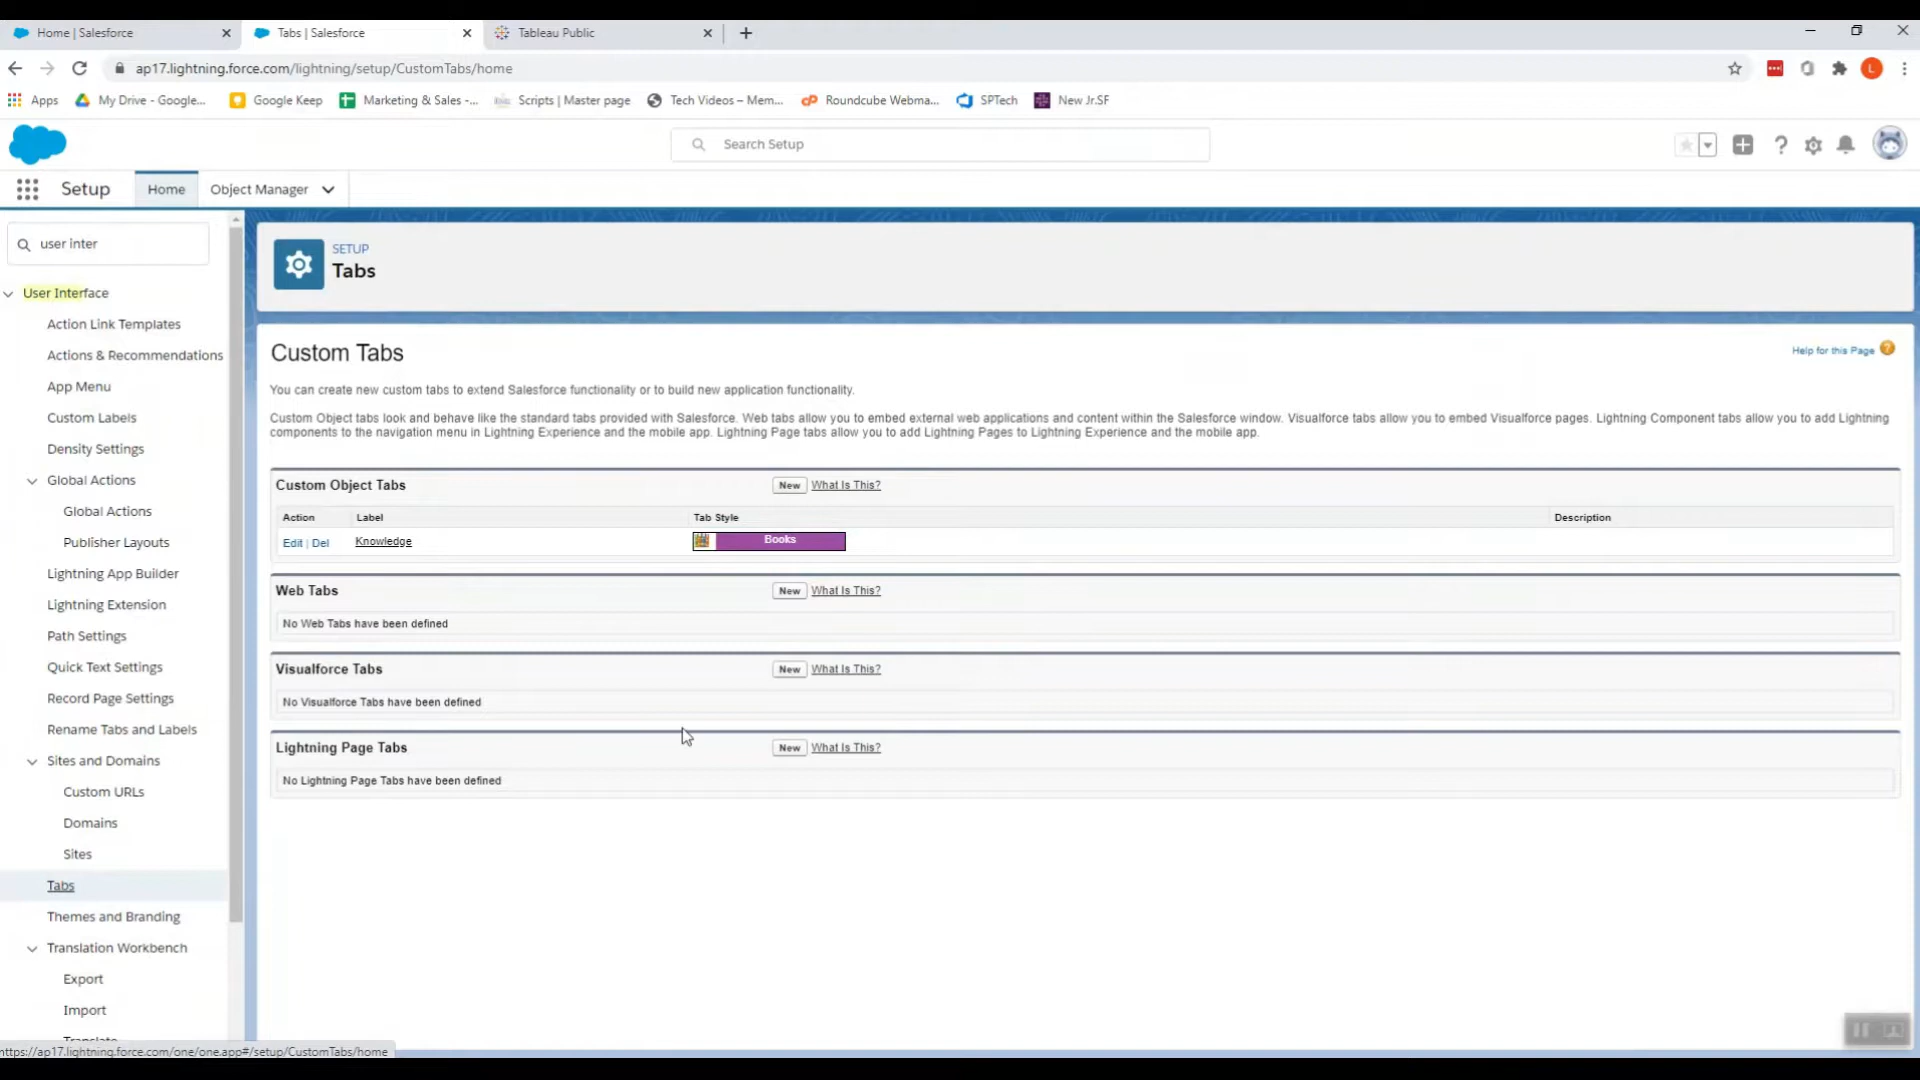 Home | Salesforce
Tabs | Salesforce
Tableau Public
ap17.lightning.force.com/lightning/setup/CustomTabs/home
Apps
My Drive - Google...
Google Keep
Marketing & Sales -...
Scripts | Master page
Tech Videos – Mem...
Roundcube Webma...
SPTech
New Jr.SF
L
Search Setup
Setup
Home
Object Manager
user inter
User Interface
Action Link Templates
Actions & Recommendations
App Menu
Custom Labels
Density Settings
Global Actions
Global Actions
Publisher Layouts
Lightning App Builder
Lightning Extension
Path Settings
Quick Text Settings
Record Page Settings
Rename Tabs and Labels
Sites and Domains
Custom URLs
Domains
Sites
Tabs
Themes and Branding
Translation Workbench
Export
Import
Translate
SETUP
Tabs
Custom Tabs
Help for this Page
You can create new custom tabs to extend Salesforce functionality or to build new application functionality.
Custom Object tabs look and behave like the standard tabs provided with Salesforce. Web tabs allow you to embed external web applications and content within the Salesforce window. Visualforce tabs allow you to embed Visualforce pages. Lightning Component tabs allow you to add Lightning
components to the navigation menu in Lightning Experience and the mobile app. Lightning Page tabs allow you to add Lightning Pages to Lightning Experience and the mobile app.
Custom Object Tabs New What Is This?
Action Label Tab Style Description
Edit | Del Knowledge Books
Web Tabs New What Is This?
No Web Tabs have been defined
Visualforce Tabs New What Is This?
No Visualforce Tabs have been defined
Lightning Page Tabs New What Is This?
No Lightning Page Tabs have been defined
https://ap17.lightning.force.com/one/one.app#/setup/CustomTabs/home